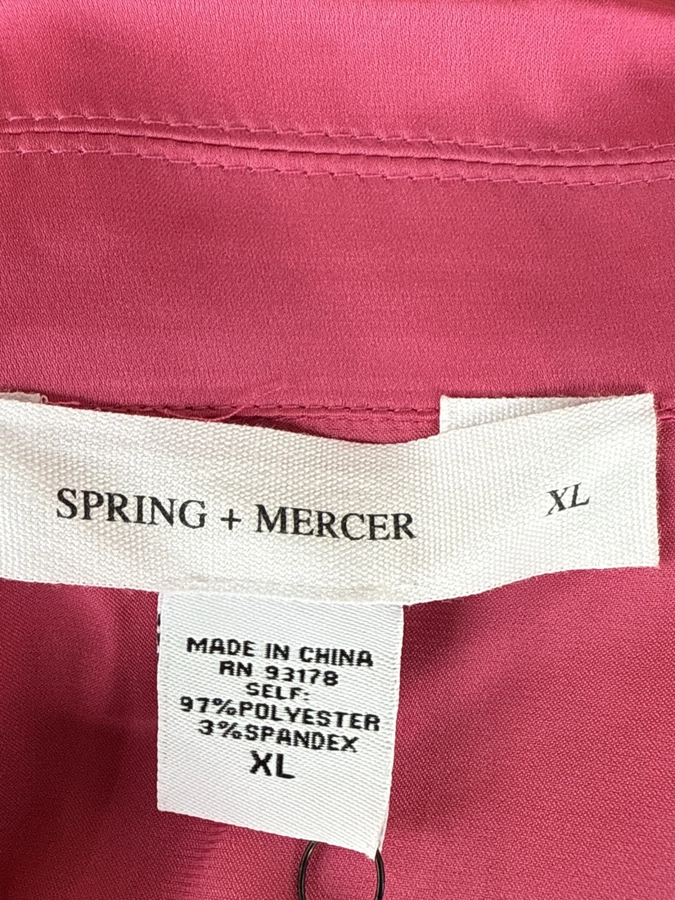 SPRING + MERCER
XL
MADE IN CHINA
RN 93178
SELF:
97%POLYESTER
3%SPANDEX
XL